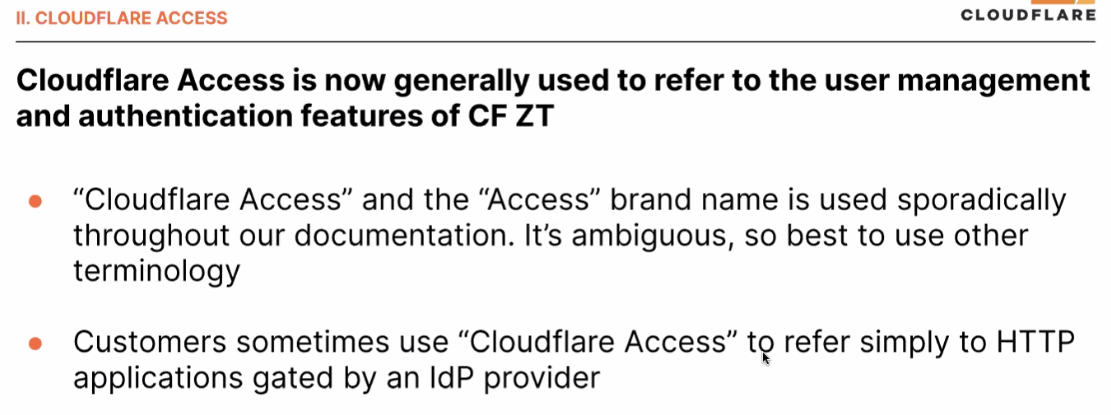 II. CLOUDFLARE ACCESS
CLOUDFLARE
Cloudflare Access is now generally used to refer to the user management
and authentication features of CF ZT
“Cloudflare Access” and the “Access” brand name is used sporadically
throughout our documentation. It’s ambiguous, so best to use other
terminology
Customers sometimes use “Cloudflare Access” to refer simply to HTTP
applications gated by an IdP provider